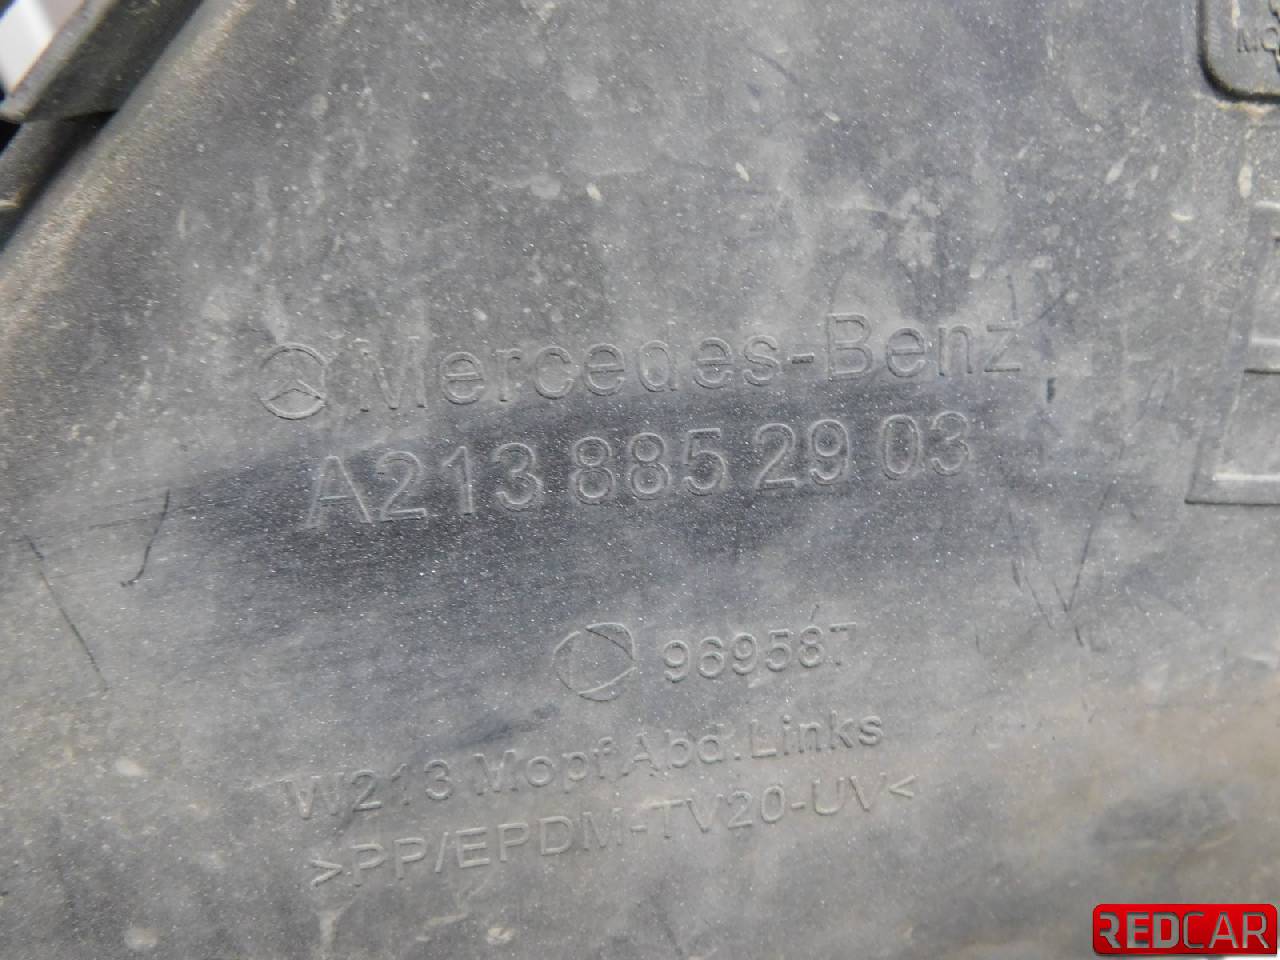 Mercedes-Benz
A213 885 29 03
969587
W213 Mopf Abd. Links
>PP/EPDM-TV20-UV<
REDCAR